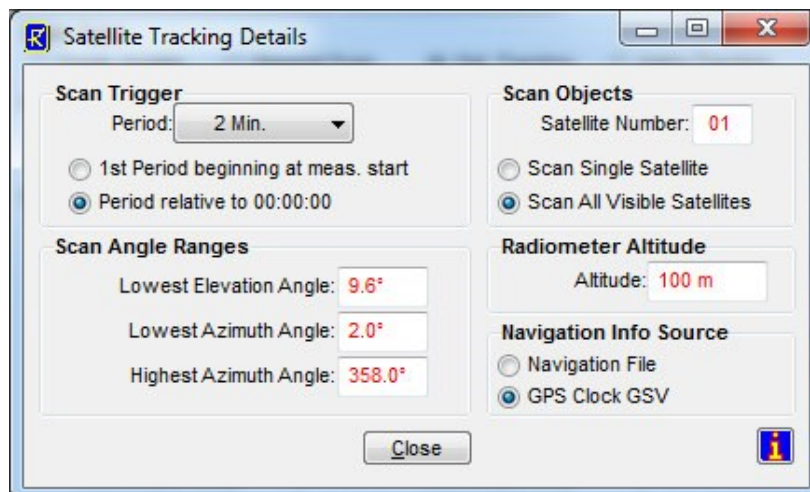 Satellite Tracking Details
Scan Trigger
Period: 2 Min.
1st Period beginning at meas. start
Period relative to 00:00:00
Scan Objects
Satellite Number: 01
Scan Single Satellite
Scan All Visible Satellites
Scan Angle Ranges
Lowest Elevation Angle: 9.6°
Lowest Azimuth Angle: 2.0°
Highest Azimuth Angle: 358.0°
Radiometer Altitude
Altitude: 100 m
Navigation Info Source
Navigation File
GPS Clock GSV
Close